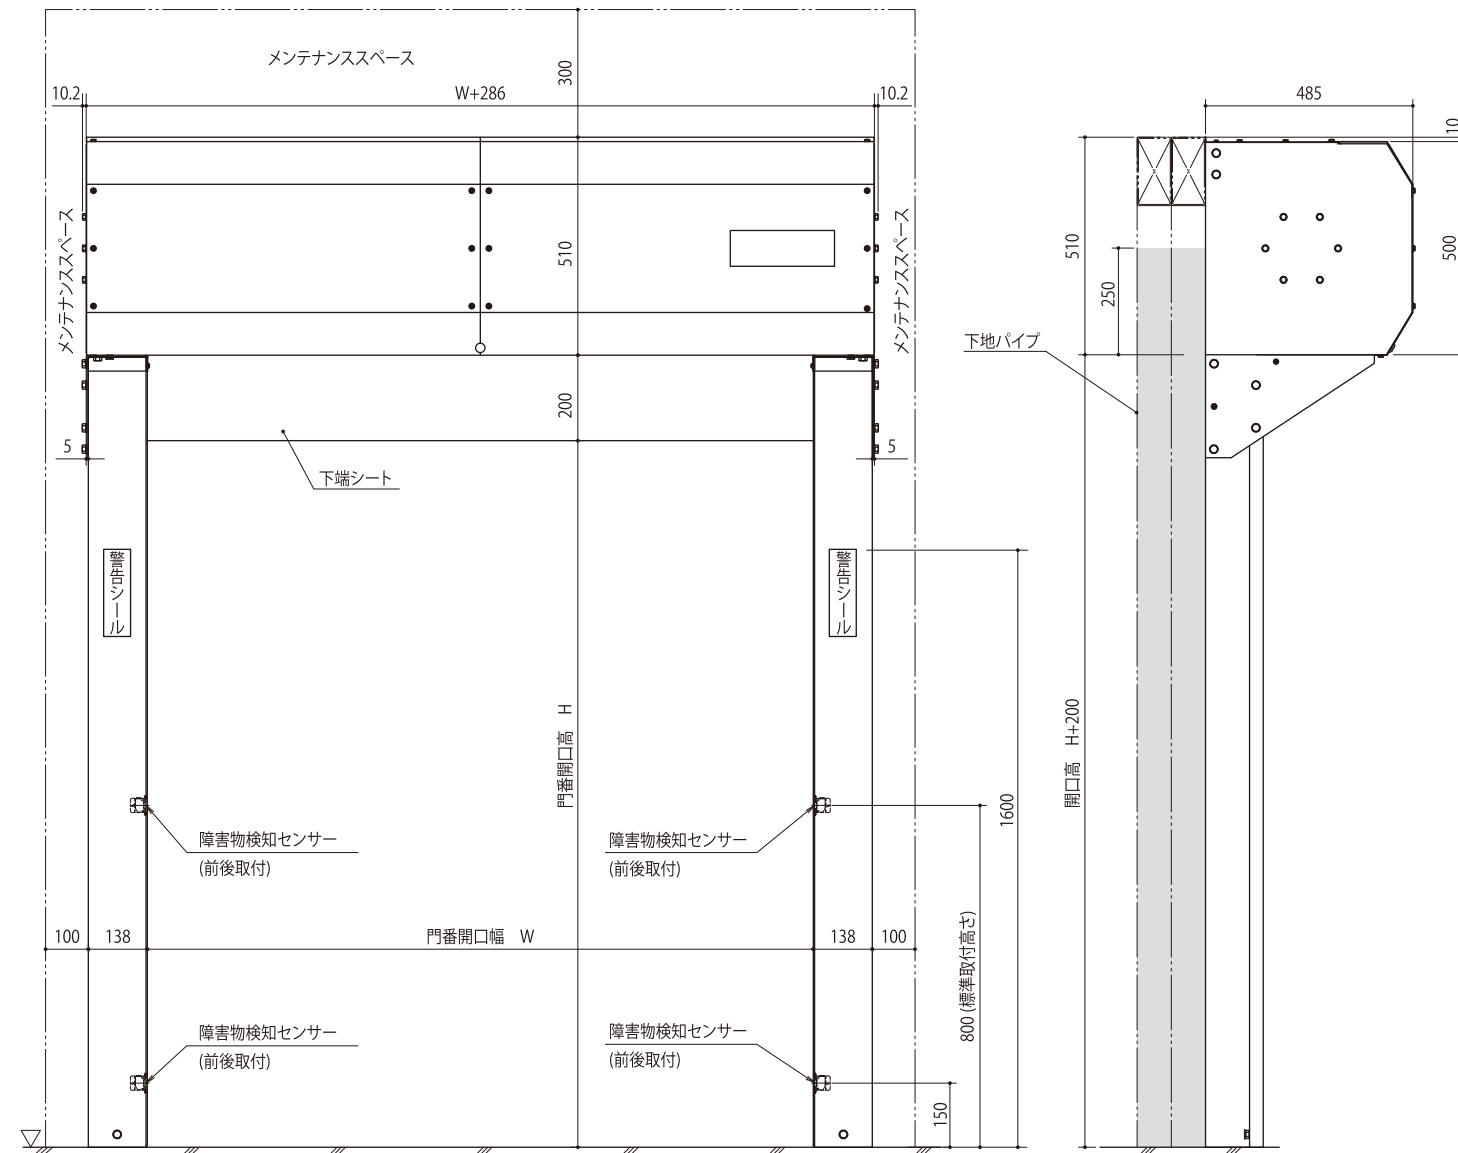 メンテナンススペース
300
10.2
W+286
10.2
485
10
メンテナンススペース
510
メンテナンススペース
510
250
500
下地パイプ
200
5
5
下端シート
警告シール
警告シール
門番開口高 H
開口高 H+200
1600
障害物検知センサー
(前後取付)
障害物検知センサー
(前後取付)
100
138
門番開口幅 W
138
100
800 (標準取付高さ)
障害物検知センサー
(前後取付)
障害物検知センサー
(前後取付)
150